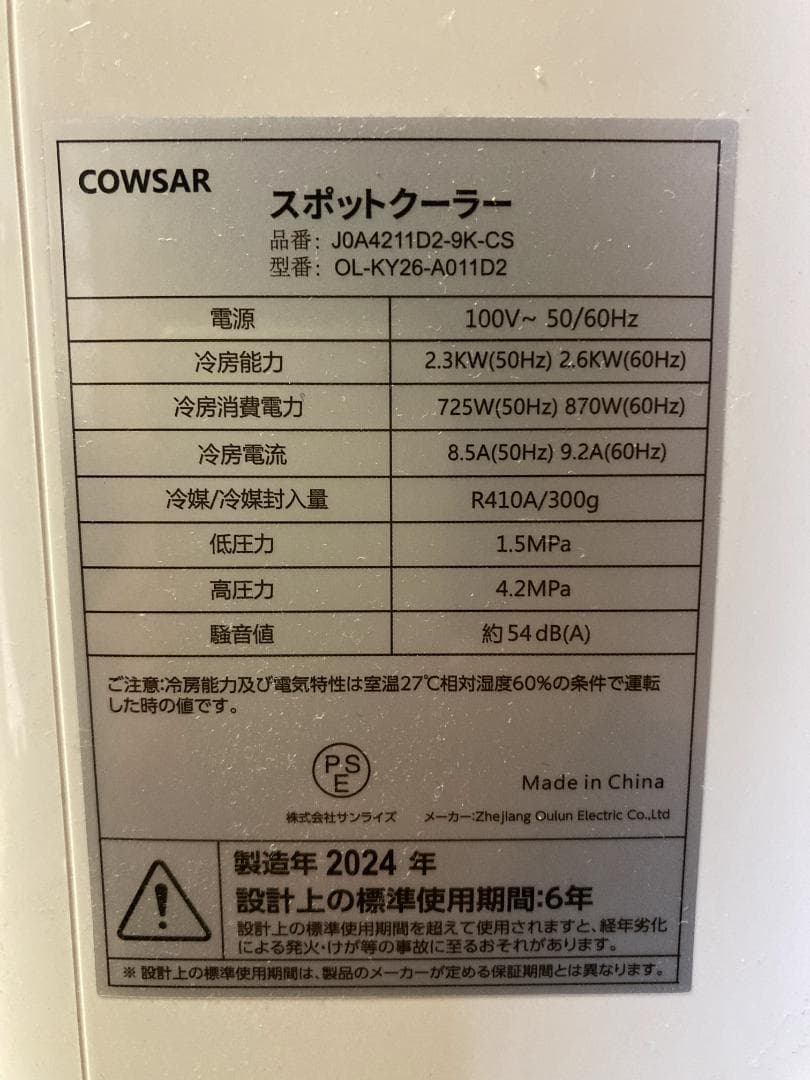 COWSAR
スポットクーラー
品番: J0A4211D2-9K-CS
型番: OL-KY26-A011D2
電源 100V~ 50/60Hz
冷房能力 2.3KW(50Hz) 2.6KW(60Hz)
冷房消費電力 725W(50Hz) 870W(60Hz)
冷房電流 8.5A(50Hz) 9.2A(60Hz)
冷媒/冷媒封入量 R410A/300g
低圧力 1.5MPa
高圧力 4.2MPa
騒音値 約54dB(A)
ご注意:冷房能力及び電気特性は室温27℃相対湿度60%の条件で運転
した時の値です。
PSE
Made in China
株式会社サンライズ メーカー:Zhejiang Oulun Electric Co.,Ltd
製造年 2024 年
設計上の標準使用期間:6年
設計上の標準使用期間を超えて使用されますと、経年劣化
による発火・けが等の事故に至るおそれがあります。
※ 設計上の標準使用期間は、製品のメーカーが定める保証期間とは異なります。